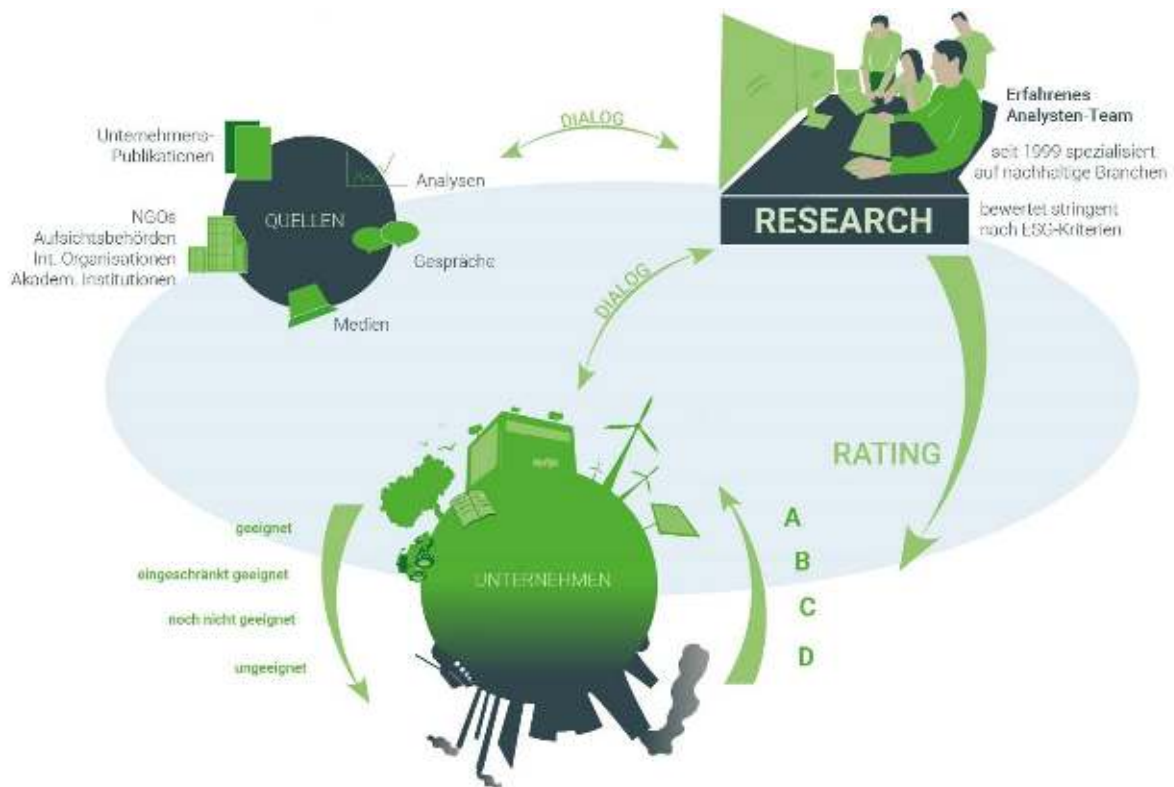 Unternehmens-
Publikationen
NGOs
Aufsichtsbehörden
Int. Organisationen
Akadem. Institutionen
QUELLEN
Analysen
Gespräche
Medien
DIALOG
DIALOG
RESEARCH
Erfahrenes
Analysten-Team
seit 1999 spezialisiert
auf nachhaltige Branchen
bewertet stringent
nach ESG-Kriterien
RATING
A
B
C
D
UNTERNEHMEN
geeignet
eingeschränkt geeignet
noch nicht geeignet
ungeeignet